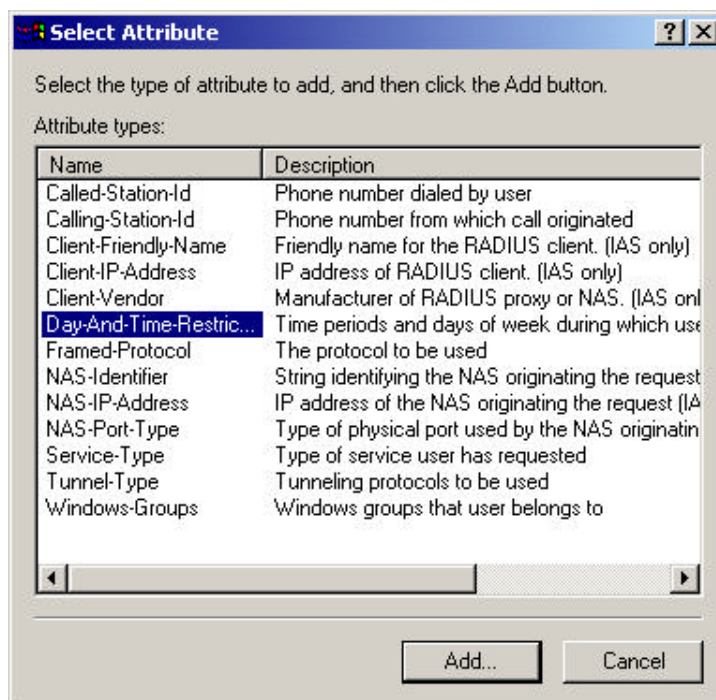 Select Attribute
Select the type of attribute to add, and then click the Add button.
Attribute types:
Name Description
Called-Station-Id Phone number dialed by user
Calling-Station-Id Phone number from which call originated
Client-Friendly-Name Friendly name for the RADIUS client. (IAS only)
Client-IP-Address IP address of RADIUS client. (IAS only)
Client-Vendor Manufacturer of RADIUS proxy or NAS. (IAS onl
Day-And-Time-Restric... Time periods and days of week during which use
Framed-Protocol The protocol to be used
NAS-Identifier String identifying the NAS originating the request
NAS-IP-Address IP address of the NAS originating the request (IA
NAS-Port-Type Type of physical port used by the NAS originatin
Service-Type Type of service user has requested
Tunnel-Type Tunneling protocols to be used
Windows-Groups Windows groups that user belongs to
Add... Cancel